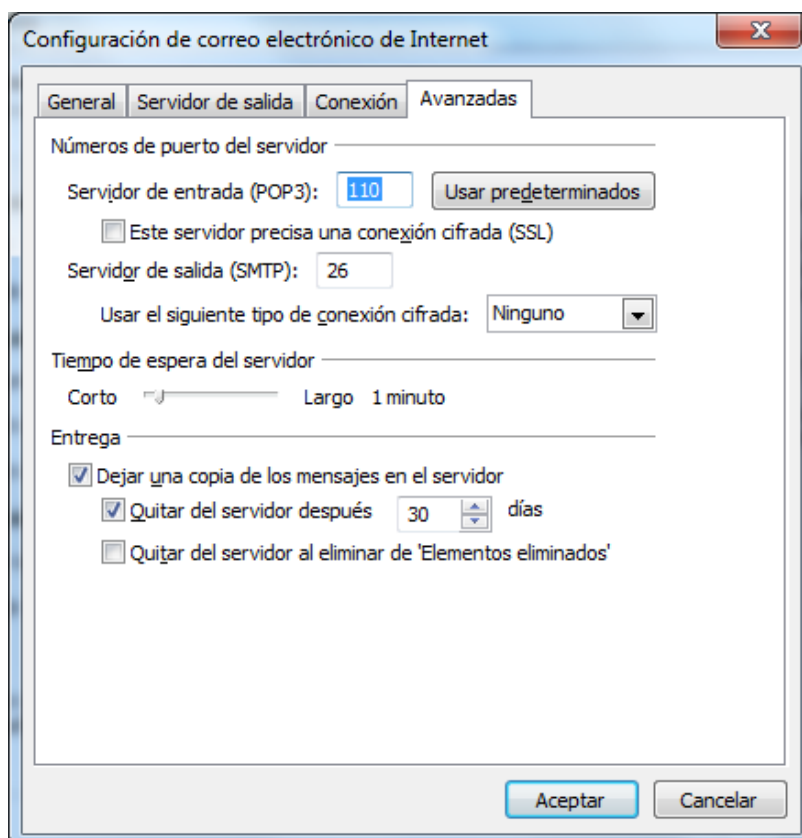 Configuración de correo electrónico de Internet
General Servidor de salida Conexión Avanzadas
Números de puerto del servidor
Servidor de entrada (POP3): 110 Usar predeterminados
Este servidor precisa una conexión cifrada (SSL)
Servidor de salida (SMTP): 26
Usar el siguiente tipo de conexión cifrada: Ninguno
Tiempo de espera del servidor
Corto Largo 1 minuto
Entrega
Dejar una copia de los mensajes en el servidor
Quitar del servidor después 30 días
Quitar del servidor al eliminar de 'Elementos eliminados'
Aceptar Cancelar